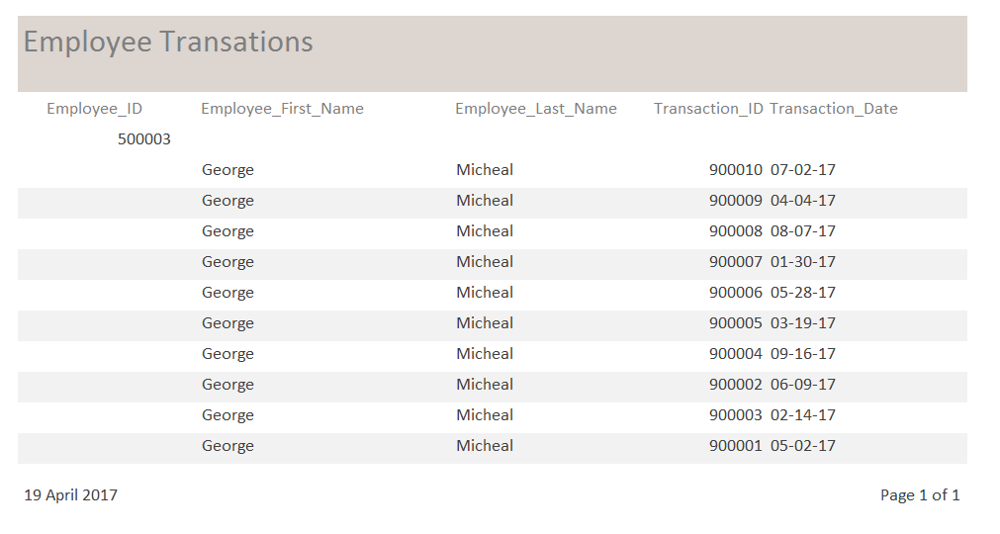 Employee Transations
Employee_ID Employee_First_Name Employee_Last_Name Transaction_ID Transaction_Date
500003
George Micheal 900010 07-02-17
George Micheal 900009 04-04-17
George Micheal 900008 08-07-17
George Micheal 900007 01-30-17
George Micheal 900006 05-28-17
George Micheal 900005 03-19-17
George Micheal 900004 09-16-17
George Micheal 900002 06-09-17
George Micheal 900003 02-14-17
George Micheal 900001 05-02-17
19 April 2017 Page 1 of 1